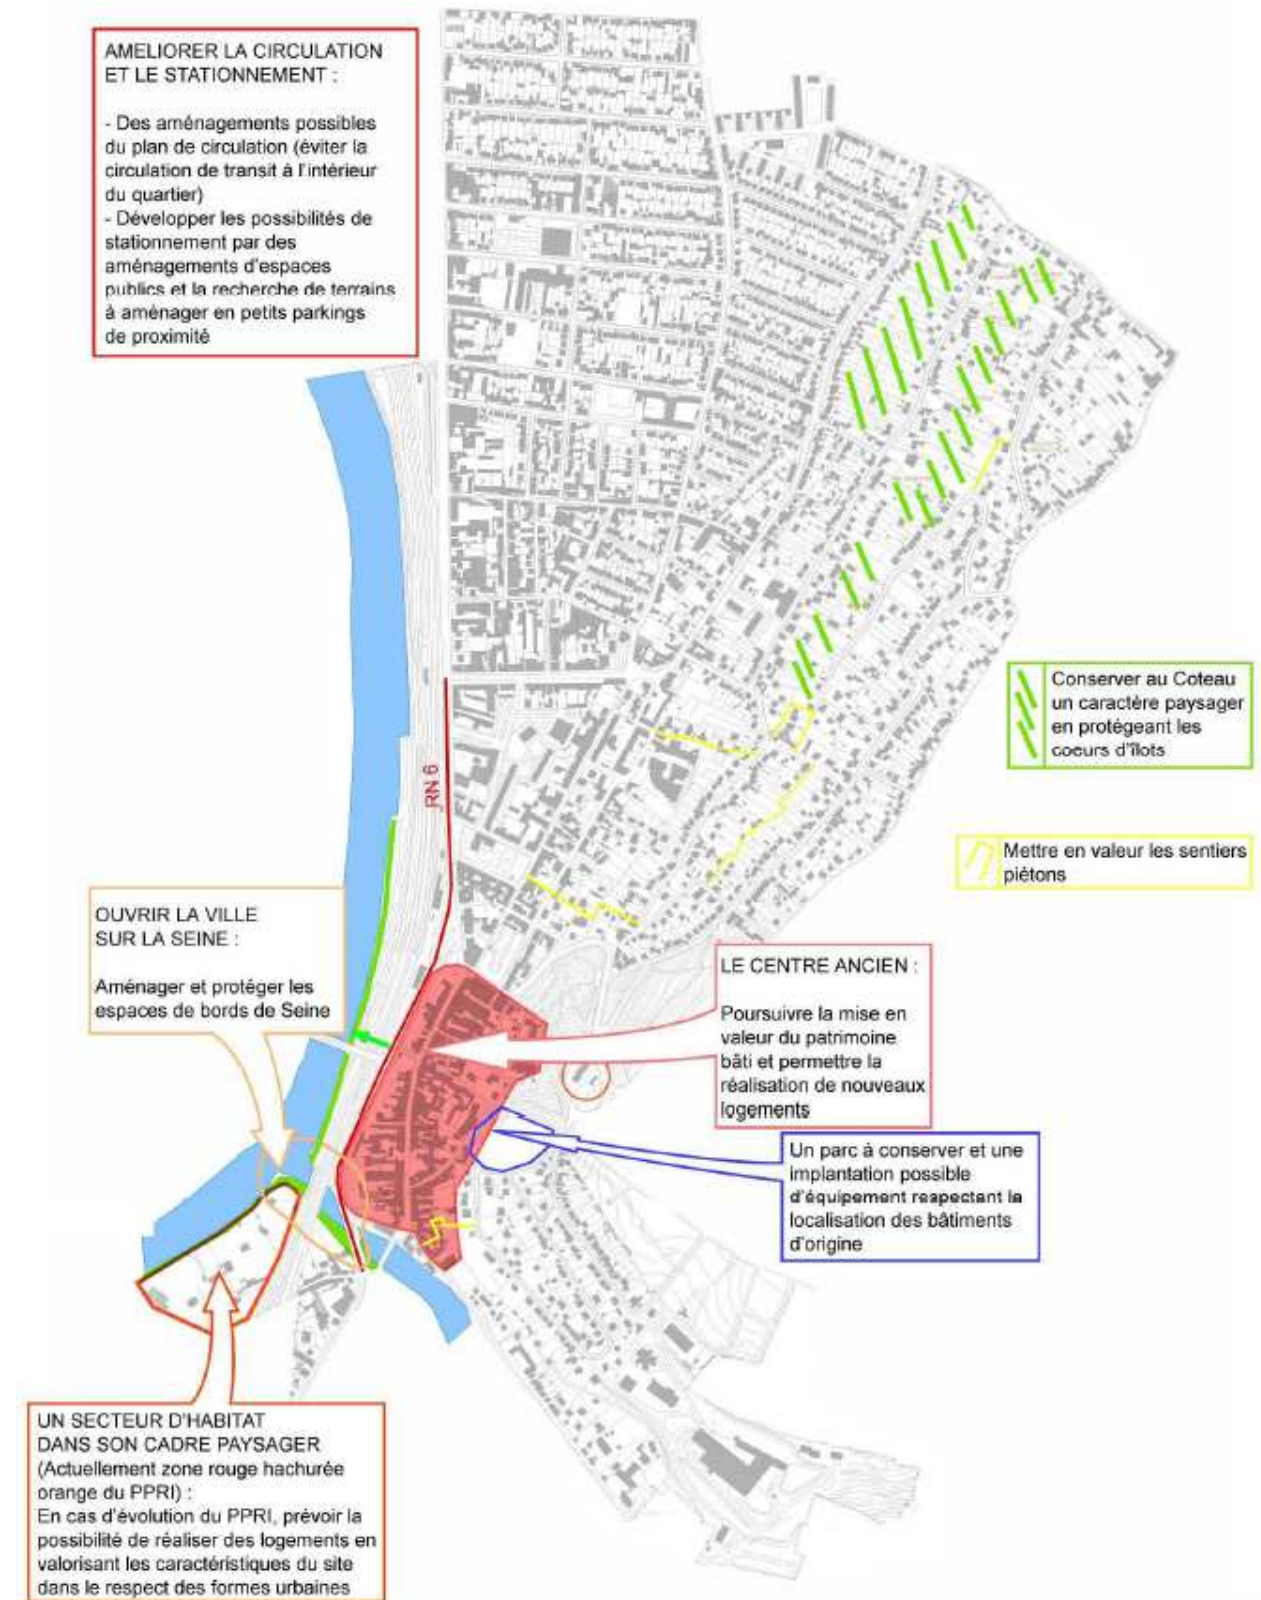 AMELIORER LA CIRCULATION
ET LE STATIONNEMENT :
- Des aménagements possibles
du plan de circulation (éviter la
circulation de transit à l'intérieur
du quartier)
- Développer les possibilités de
stationnement par des
aménagements d'espaces
publics et la recherche de terrains
à aménager en petits parkings
de proximité
Conserver au Coteau
un caractère paysager
en protégeant les
coeurs d'îlots
RN 6
Mettre en valeur les sentiers
piétons
OUVRIR LA VILLE
SUR LA SEINE :
Aménager et protéger les
espaces de bords de Seine
LE CENTRE ANCIEN :
Poursuivre la mise en
valeur du patrimoine
bâti et permettre la
réalisation de nouveaux
logements
Un parc à conserver et une
implantation possible
d'équipement respectant la
localisation des bâtiments
d'origine
UN SECTEUR D'HABITAT
DANS SON CADRE PAYSAGER
(Actuellement zone rouge hachurée
orange du PPRI) :
En cas d'évolution du PPRI, prévoir la
possibilité de réaliser des logements en
valorisant les caractéristiques du site
dans le respect des formes urbaines